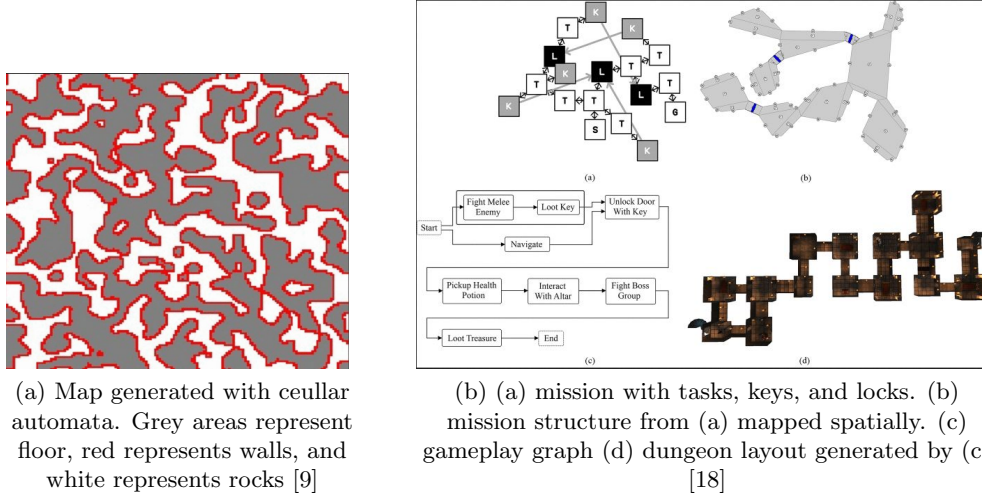 K
K
T
T
L
T
K
L
T
T
T
L
K
T
T
G
S
T
K
(a)
(b)
Start
Fight Melee
Enemy
Loot Key
Unlock Door
With Key
Navigate
Pickup Health
Potion
Interact
With Altar
Fight Boss
Group
Loot Treasure
End
(c)
(d)
(a) Map generated with ceullar
automata. Grey areas represent
floor, red represents walls, and
white represents rocks [9]
(b) (a) mission with tasks, keys, and locks. (b)
mission structure from (a) mapped spatially. (c)
gameplay graph (d) dungeon layout generated by (c)
[18]